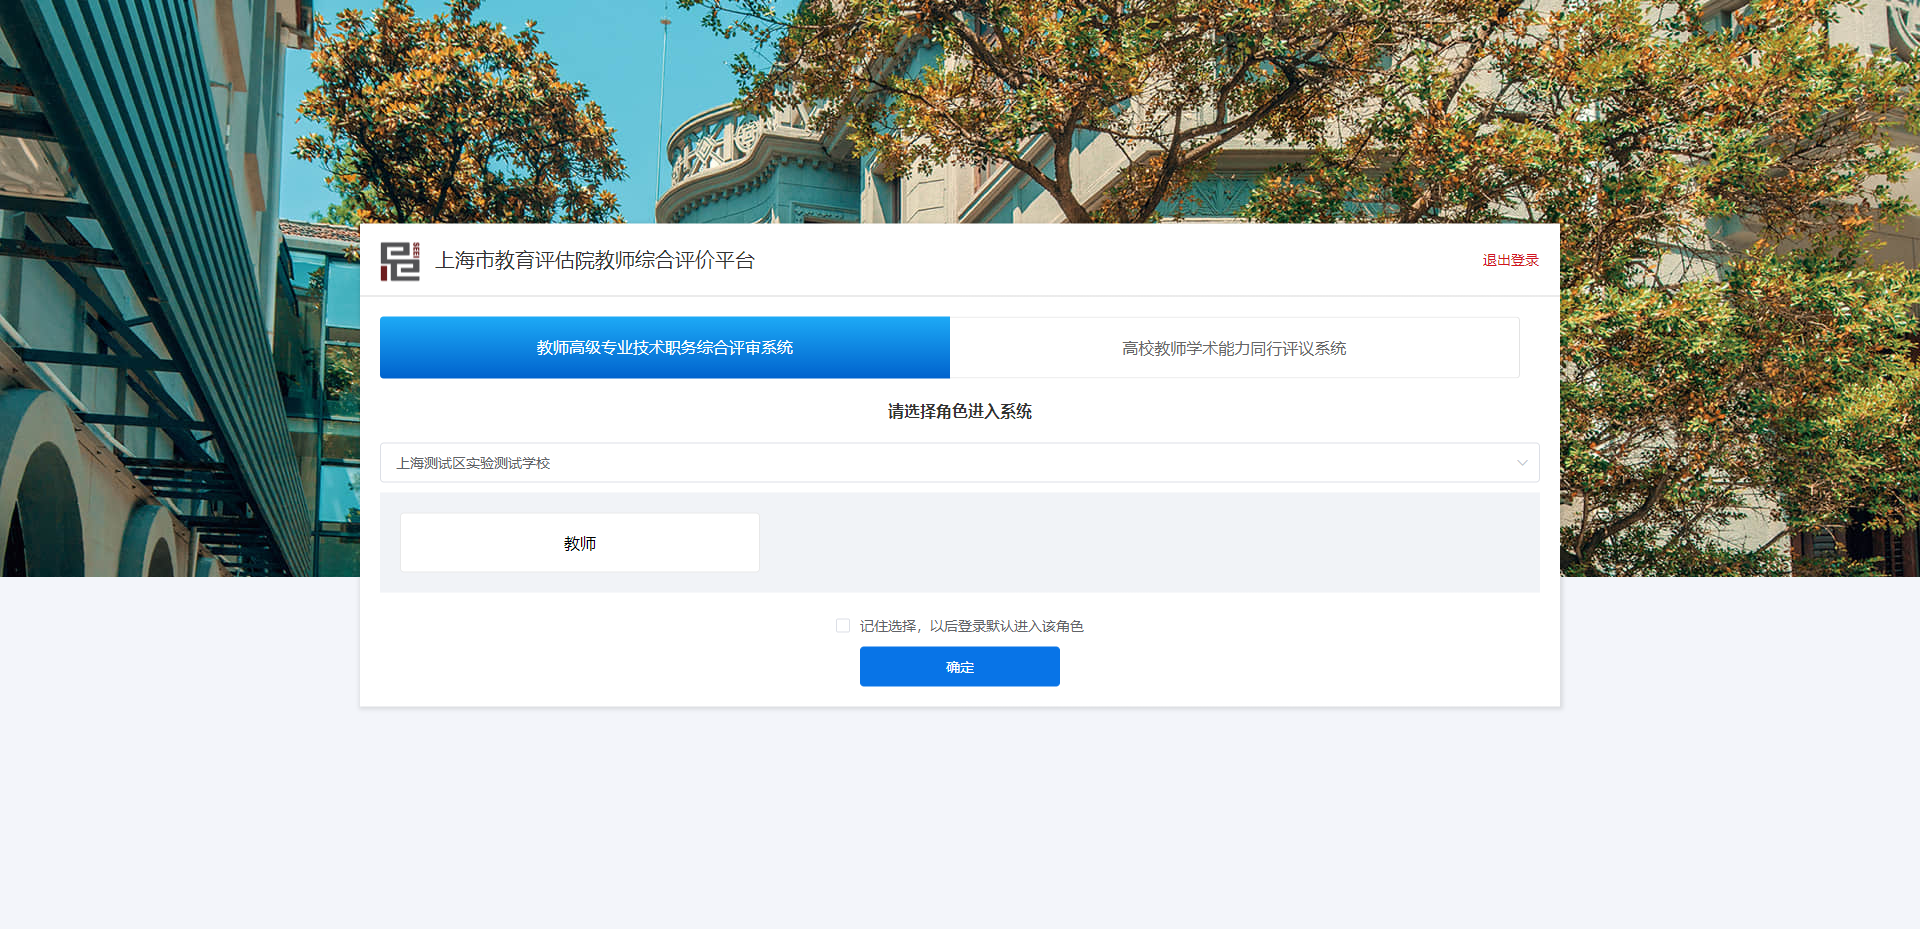 上海市教育评估院教师综合评价平台
退出登录
教师高级专业技术职务综合评审系统
高校教师学术能力同行评议系统
请选择角色进入系统
上海测试区实验测试学校
教师
记住选择，以后登录默认进入该角色
确定